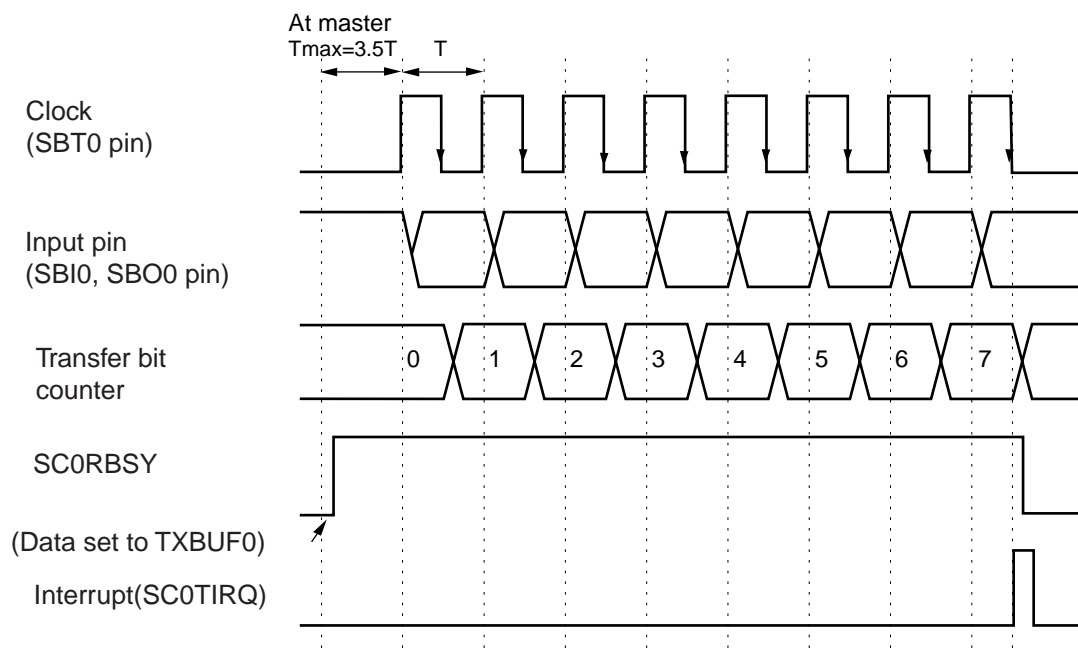 At master
Tmax=3.5T
T
Clock
(SBT0 pin)
Input pin
(SBI0, SBO0 pin)
Transfer bit
counter
0 1 2 3 4 5 6 7
SC0RBSY
(Data set to TXBUF0)
Interrupt(SC0TIRQ)